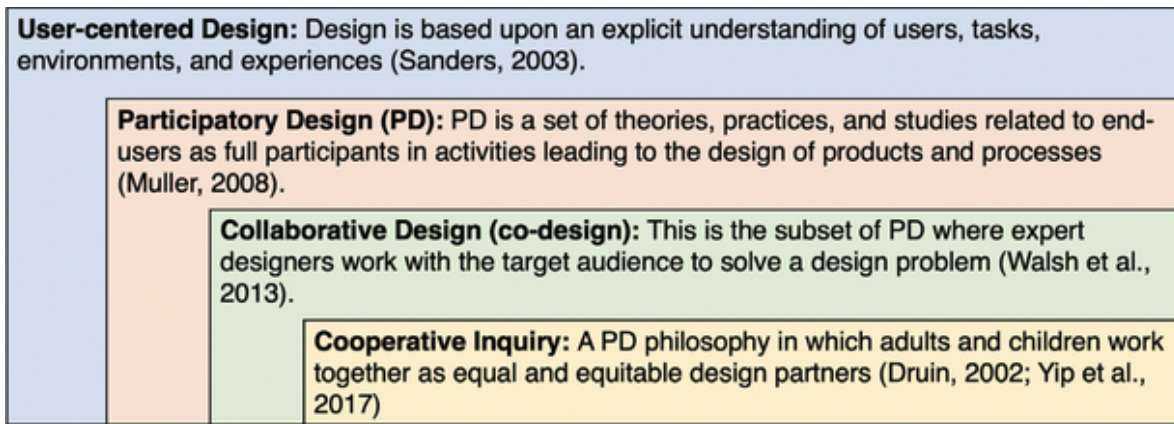 User-centered Design: Design is based upon an explicit understanding of users, tasks,
environments, and experiences (Sanders, 2003).
Participatory Design (PD): PD is a set of theories, practices, and studies related to end-
users as full participants in activities leading to the design of products and processes
(Muller, 2008).
Collaborative Design (co-design): This is the subset of PD where expert
designers work with the target audience to solve a design problem (Walsh et al.,
2013).
Cooperative Inquiry: A PD philosophy in which adults and children work
together as equal and equitable design partners (Druin, 2002; Yip et al.,
2017)